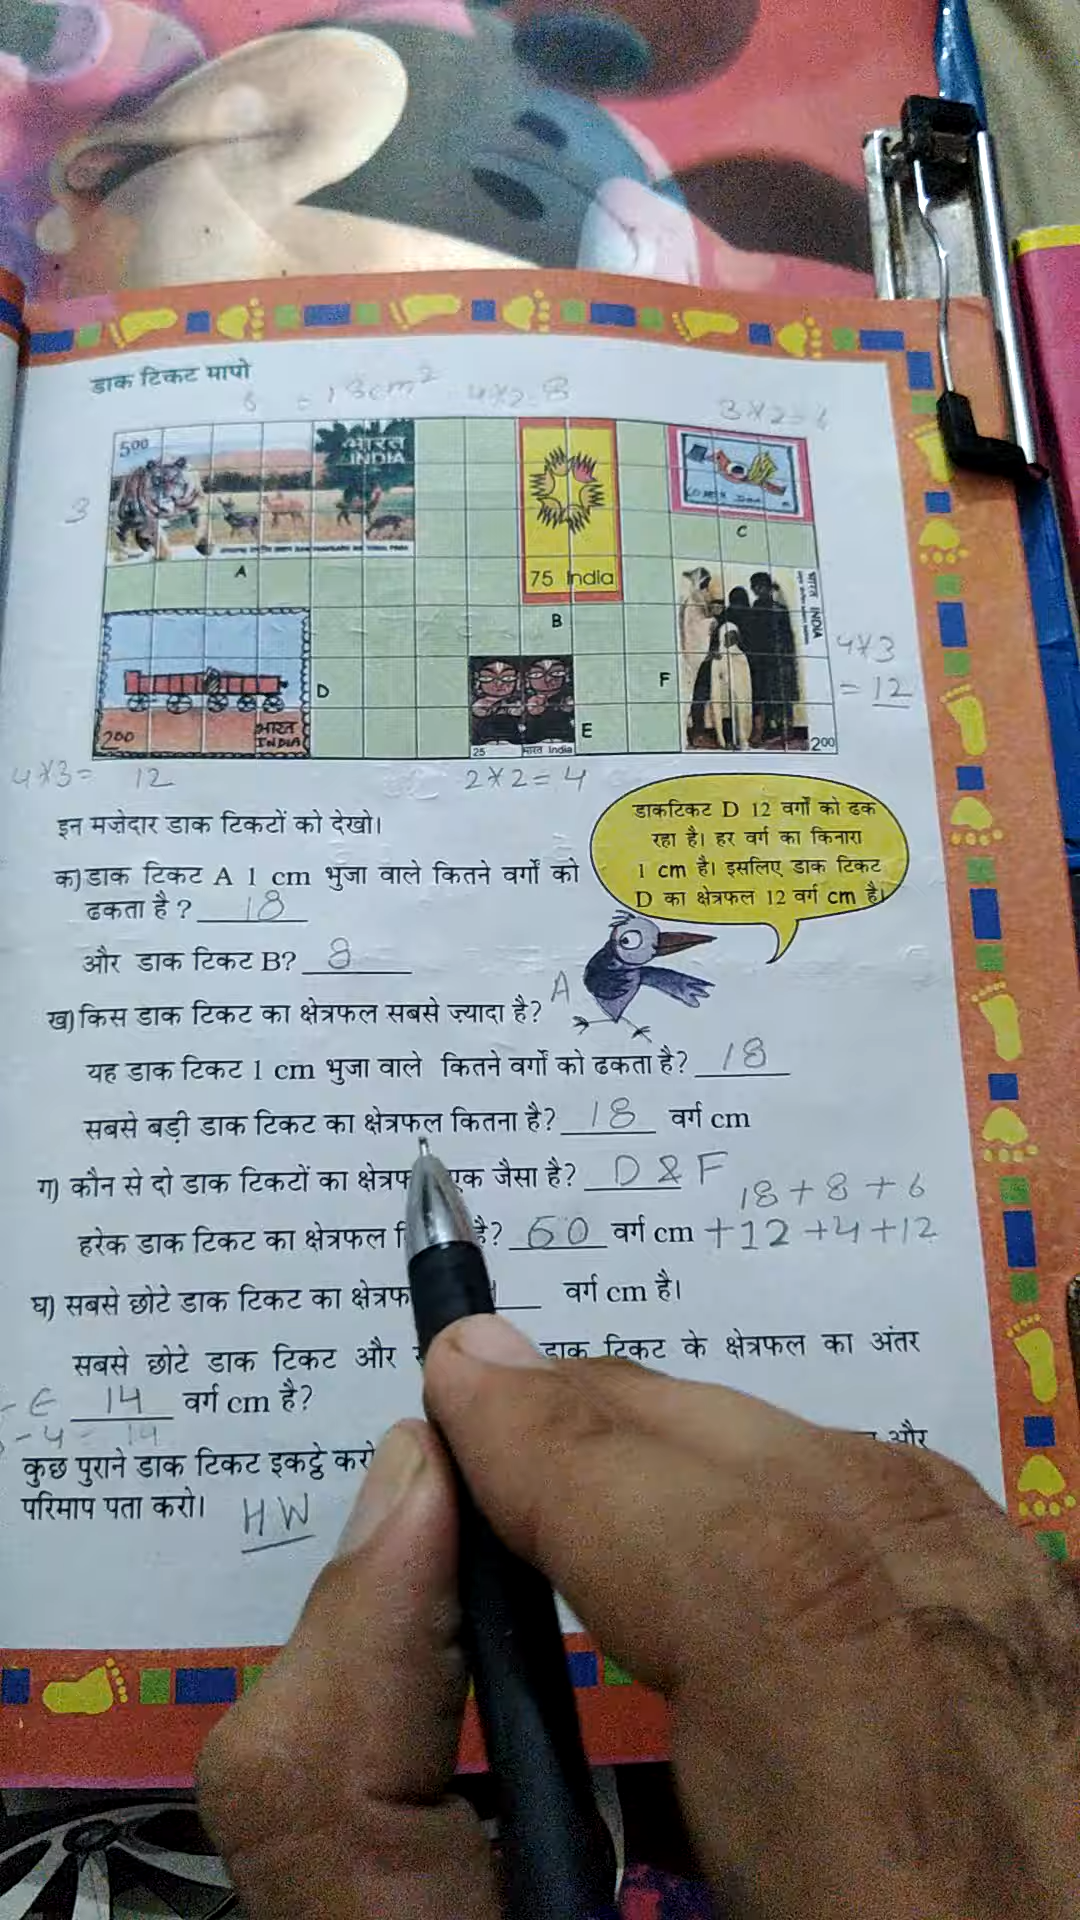 डाक टिकट मापो
6 = 18cm² 4×2 8 3×2=6
500
भारत
INDIA
3
A
75 India
B
C
भारत INDIA
D
200
भारत
INDIA
25 भारत India
E
F
200
4×3
= 12
4×3= 12
2×2=4
इन मज़ेदार डाक टिकटों को देखो।
डाकटिकट D 12 वर्गों को ढक
रहा है। हर वर्ग का किनारा
1 cm है। इसलिए डाक टिकट
D का क्षेत्रफल 12 वर्ग cm है।
क) डाक टिकट A 1 cm भुजा वाले कितने वर्गों को
ढकता है? 18
और डाक टिकट B? 8
ख) किस डाक टिकट का क्षेत्रफल सबसे ज़्यादा है? A
यह डाक टिकट 1 cm भुजा वाले कितने वर्गों को ढकता है? 18
सबसे बड़ी डाक टिकट का क्षेत्रफल कितना है? 18 वर्ग cm
ग) कौन से दो डाक टिकटों का क्षेत्रफ एक जैसा है? D & F
18+8+6
हरेक डाक टिकट का क्षेत्रफल है? 60 वर्ग cm +12+4+12
घ) सबसे छोटे डाक टिकट का क्षेत्रफ वर्ग cm है।
सबसे छोटे डाक टिकट और डाक टिकट के क्षेत्रफल का अंतर
14 वर्ग cm है?
-4= 14
कुछ पुराने डाक टिकट इकट्ठे करो और
परिमाप पता करो। HW